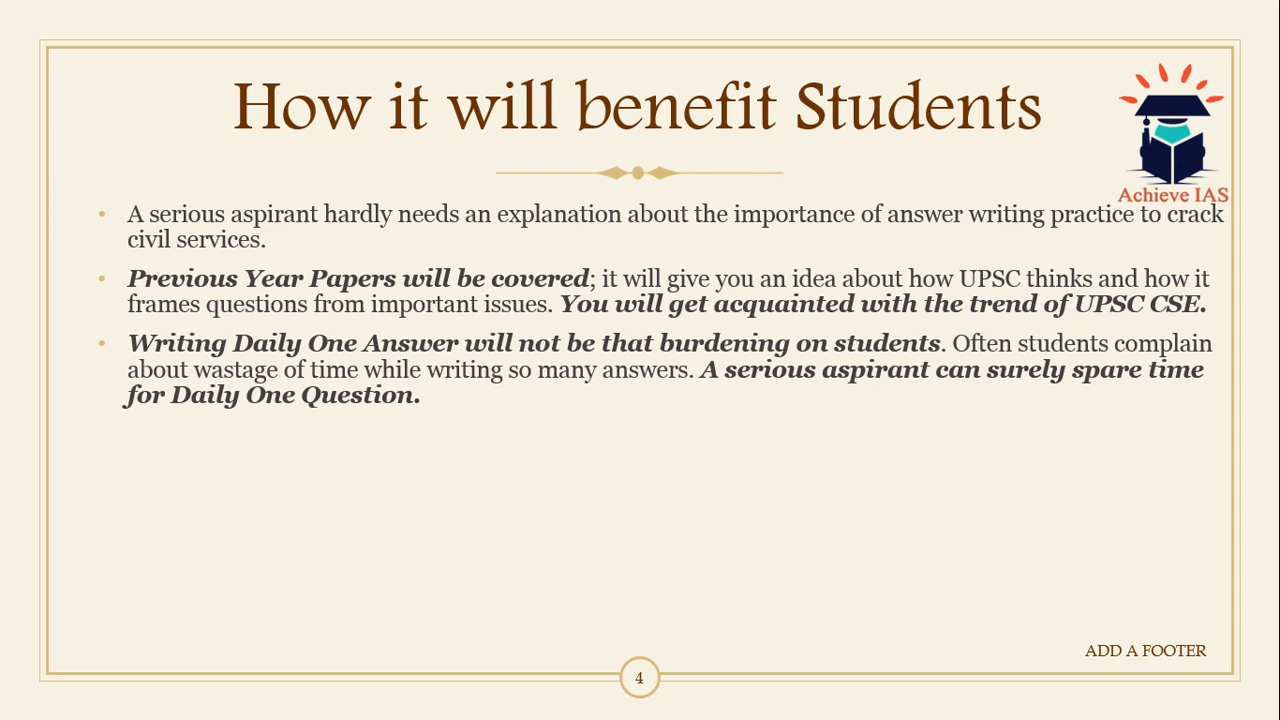 How it will benefit Students
Achieve IAS
A serious aspirant hardly needs an explanation about the importance of answer writing practice to crack
civil services.
Previous Year Papers will be covered; it will give you an idea about how UPSC thinks and how it
frames questions from important issues. You will get acquainted with the trend of UPSC CSE.
Writing Daily One Answer will not be that burdening on students. Often students complain
about wastage of time while writing so many answers. A serious aspirant can surely spare time
for Daily One Question.
ADD A FOOTER
4